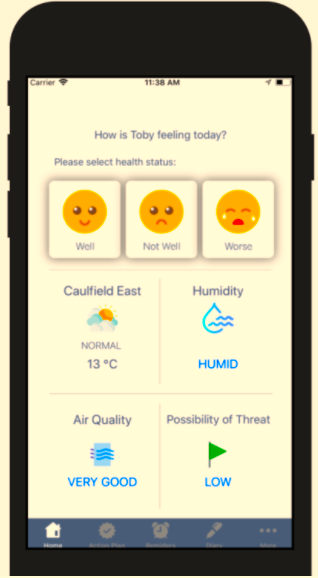 Carrier 11:38 AM
How is Toby feeling today?
Please select health status:
Well Not Well Worse
Caulfield East Humidity
NORMAL
13 °C HUMID
Air Quality Possibility of Threat
VERY GOOD LOW
Home Action Plan Diary More